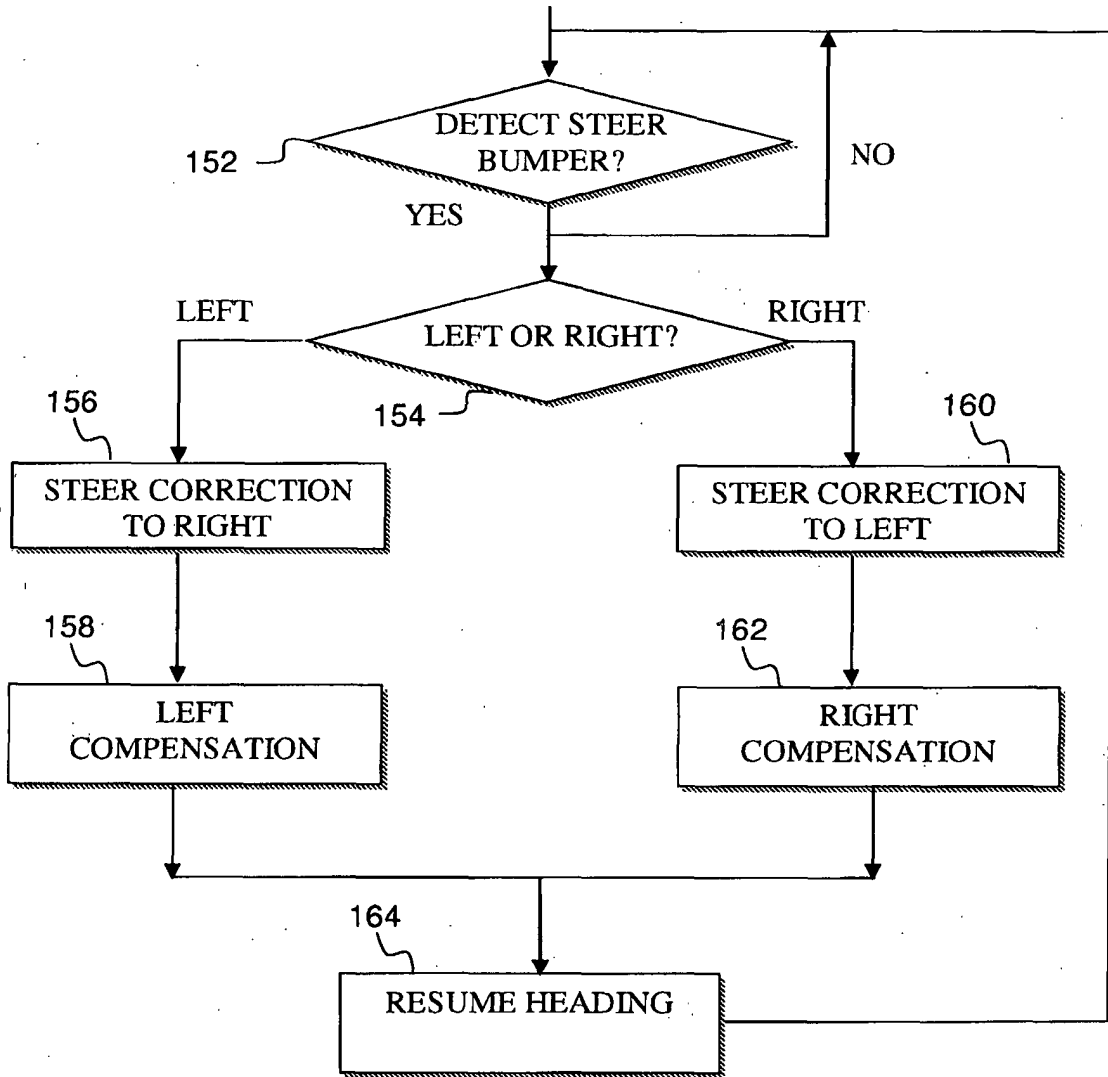 DETECT STEER
BUMPER?
152
NO
YES
LEFT
RIGHT
LEFT OR RIGHT?
154
156
160
STEER CORRECTION
TO RIGHT
STEER CORRECTION
TO LEFT
158
162
LEFT
COMPENSATION
RIGHT
COMPENSATION
164
RESUME HEADING